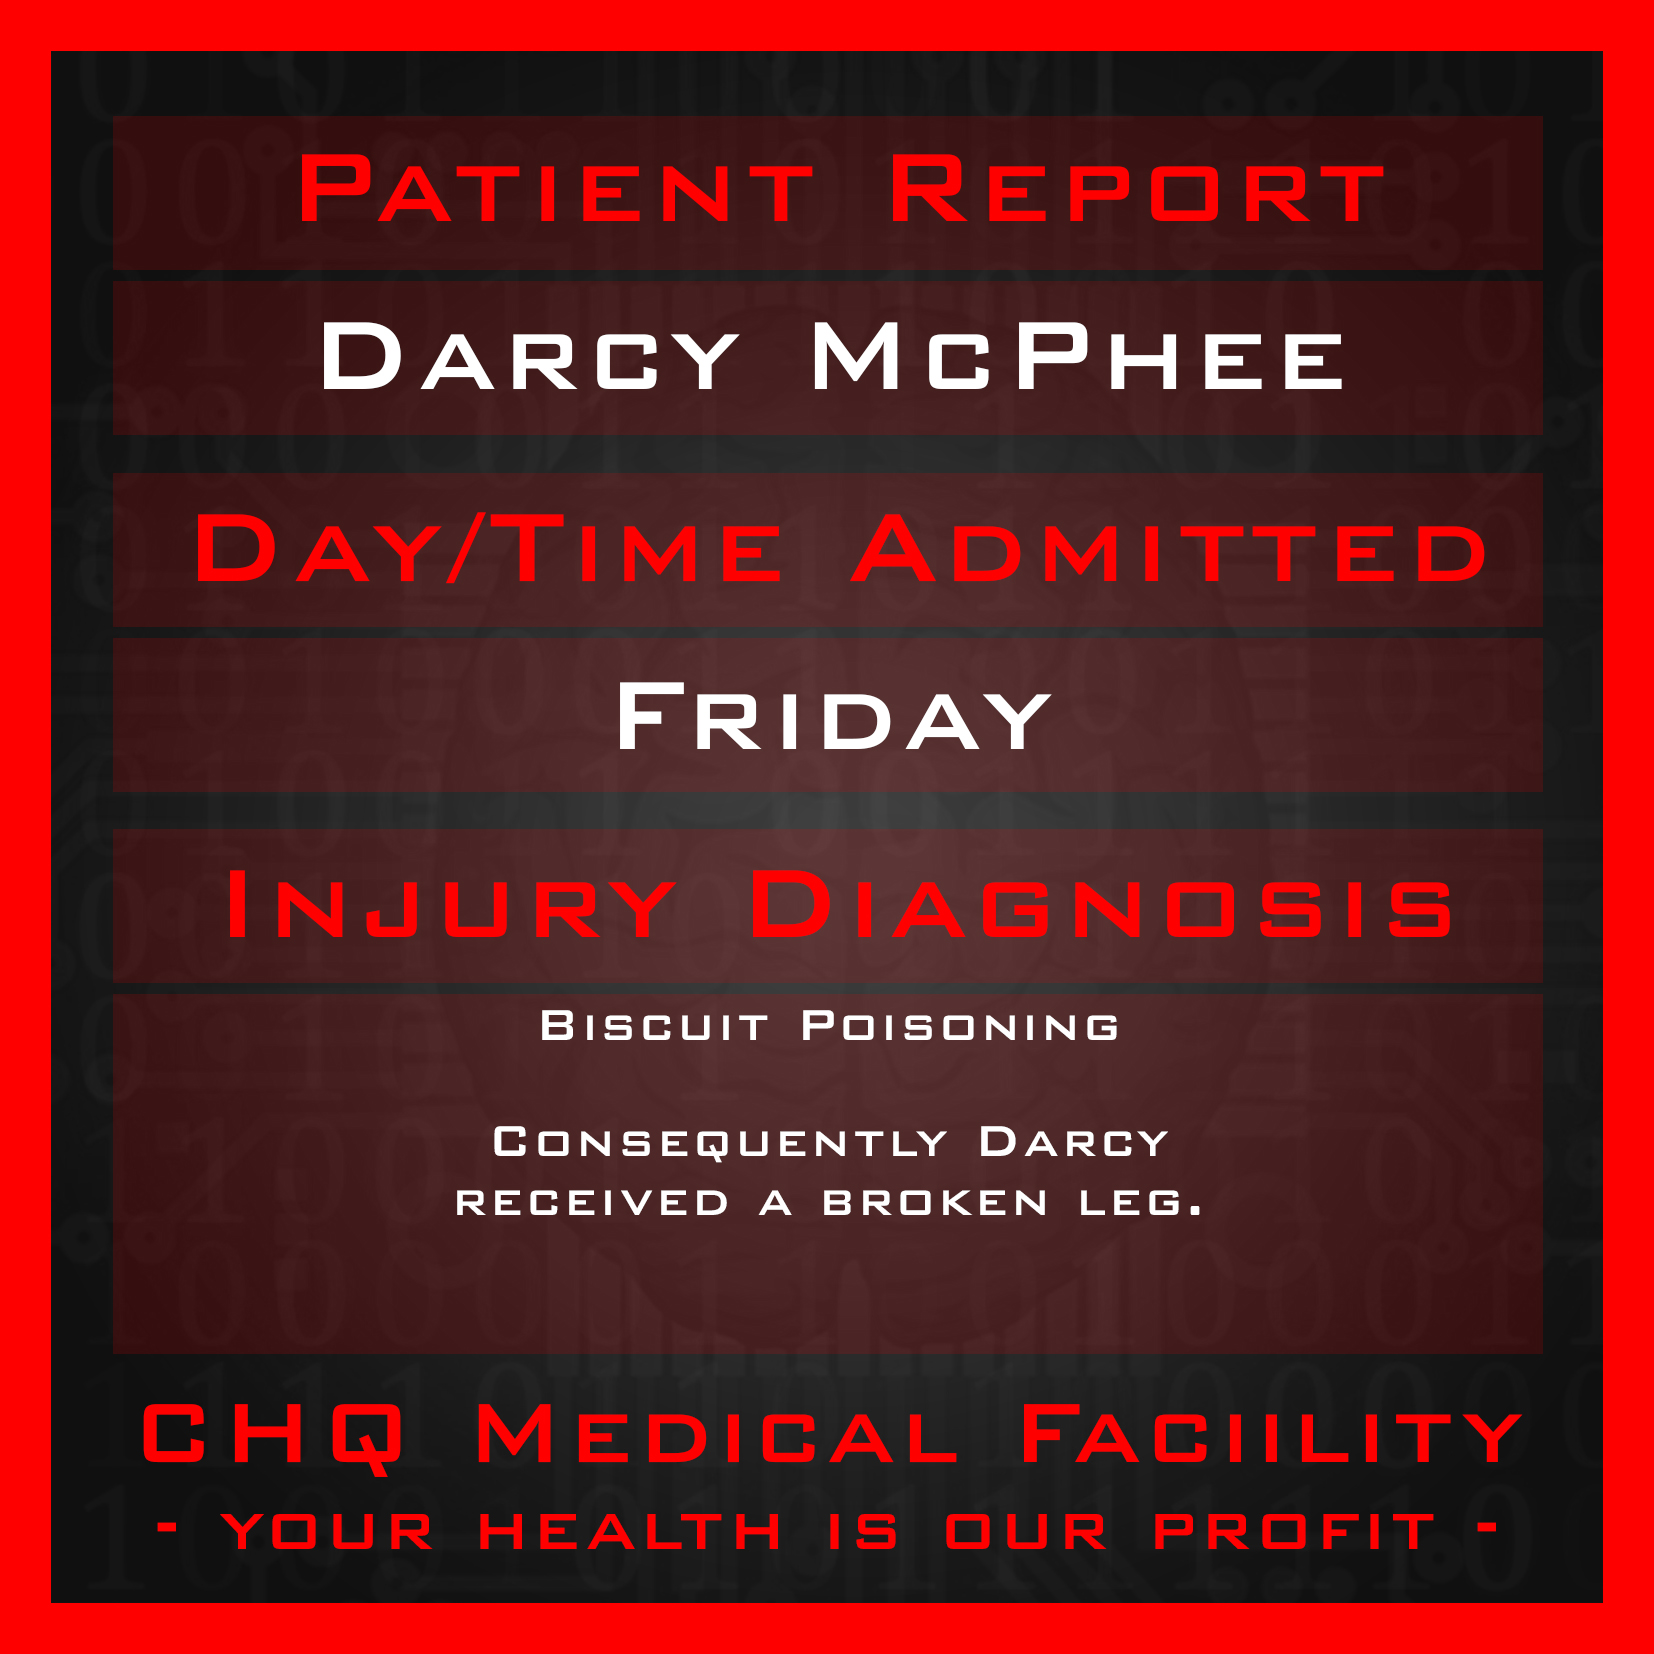 Patient Report
Darcy McPhee
Day/Time Admitted
Friday
Injury Diagnosis
Biscuit Poisoning
Consequently Darcy
received a broken leg.
CHQ Medical Faciility
- your health is our profit -